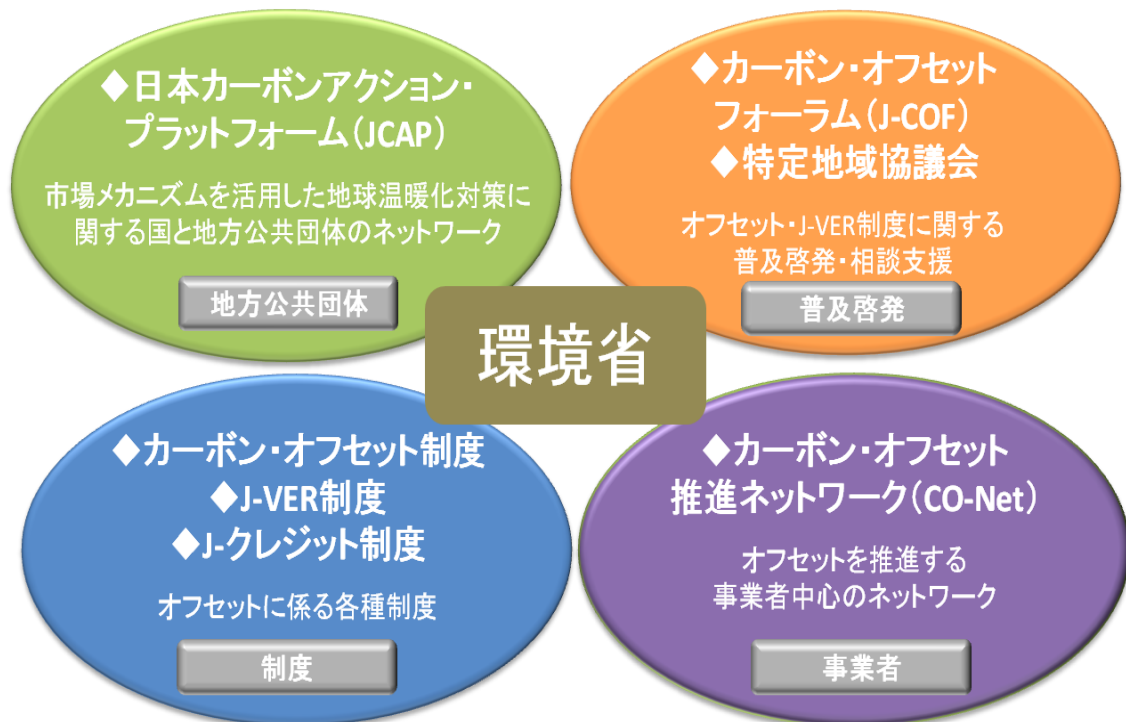 ◆日本カーボンアクション・
プラットフォーム(JCAP)
市場メカニズムを活用した地球温暖化対策に
関する国と地方公共団体のネットワーク
地方公共団体
◆カーボン・オフセット
フォーラム(J-COF)
◆特定地域協議会
オフセット・J-VER制度に関する
普及啓発・相談支援
普及啓発
環境省
◆カーボン・オフセット制度
◆J-VER制度
◆J-クレジット制度
オフセットに係る各種制度
制度
◆カーボン・オフセット
推進ネットワーク(CO-Net)
オフセットを推進する
事業者中心のネットワーク
事業者